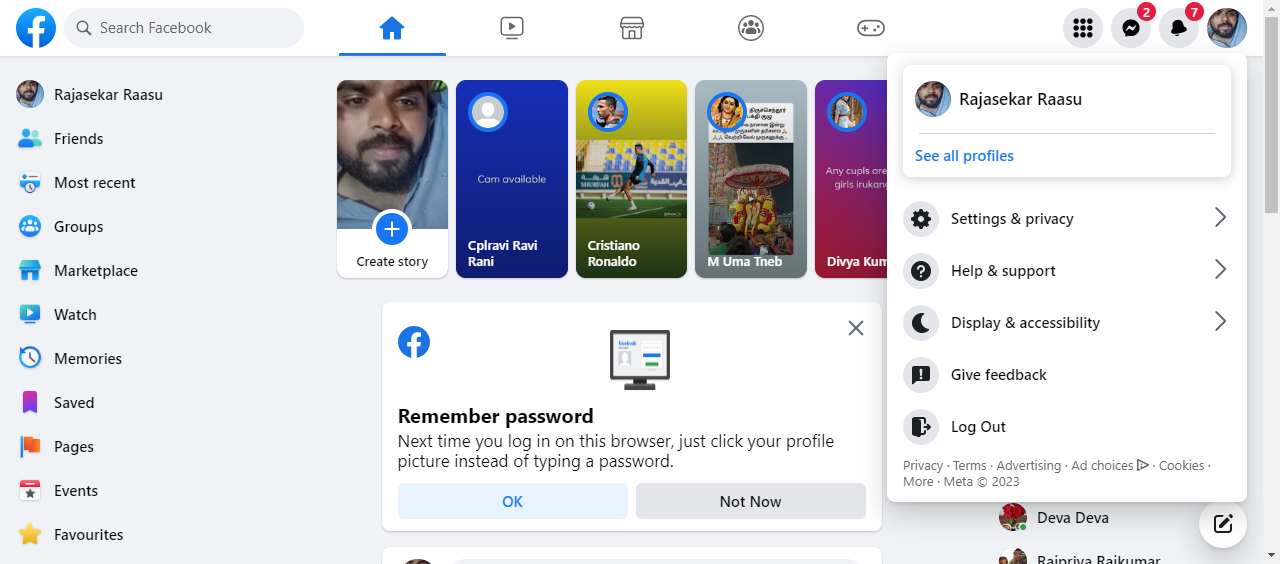 Search Facebook
2
7
Rajasekar Raasu
Friends
Most recent
Groups
Marketplace
Watch
Memories
Saved
Pages
Events
Favourites
Create story
Cam available
Cplravi Ravi
Rani
Cristiano
Ronaldo
திருச்செந்தூர்
பக்தி குழு
M Uma Tneb
Any cupls are
girls irukang
Divya Kum
Remember password
Next time you log in on this browser, just click your profile
picture instead of typing a password.
OK
Not Now
Rajasekar Raasu
See all profiles
Settings & privacy
Help & support
Display & accessibility
Give feedback
Log Out
Privacy · Terms · Advertising · Ad choices · Cookies ·
More · Meta © 2023
Deva Deva
Rajpriya Rajkumar